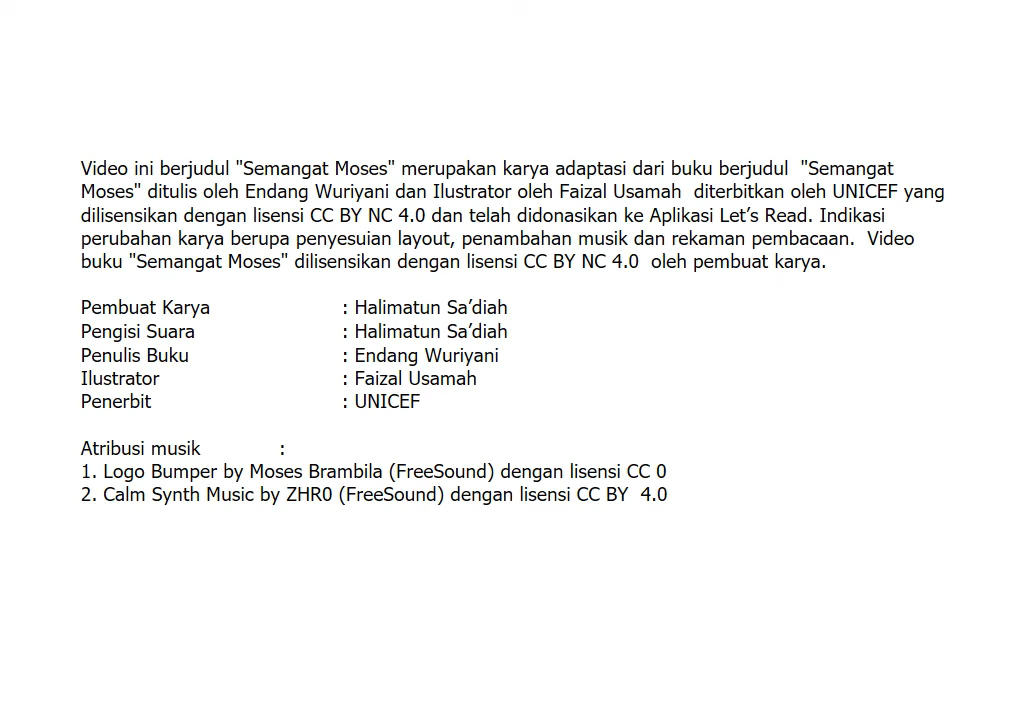 Video ini berjudul "Semangat Moses" merupakan karya adaptasi dari buku berjudul  "Semangat
Moses" ditulis oleh Endang Wuriyani dan Ilustrator oleh Faizal Usamah  diterbitkan oleh UNICEF yang
dilisensikan dengan lisensi CC BY NC 4.0 dan telah didonasikan ke Aplikasi Let’s Read. Indikasi
perubahan karya berupa penyesuian layout, penambahan musik dan rekaman pembacaan.  Video
buku "Semangat Moses" dilisensikan dengan lisensi CC BY NC 4.0  oleh pembuat karya.
Pembuat Karya : Halimatun Sa’diah
Pengisi Suara : Halimatun Sa’diah
Penulis Buku : Endang Wuriyani
Ilustrator : Faizal Usamah
Penerbit : UNICEF
Atribusi musik :
1. Logo Bumper by Moses Brambila (FreeSound) dengan lisensi CC 0
2. Calm Synth Music by ZHR0 (FreeSound) dengan lisensi CC BY  4.0